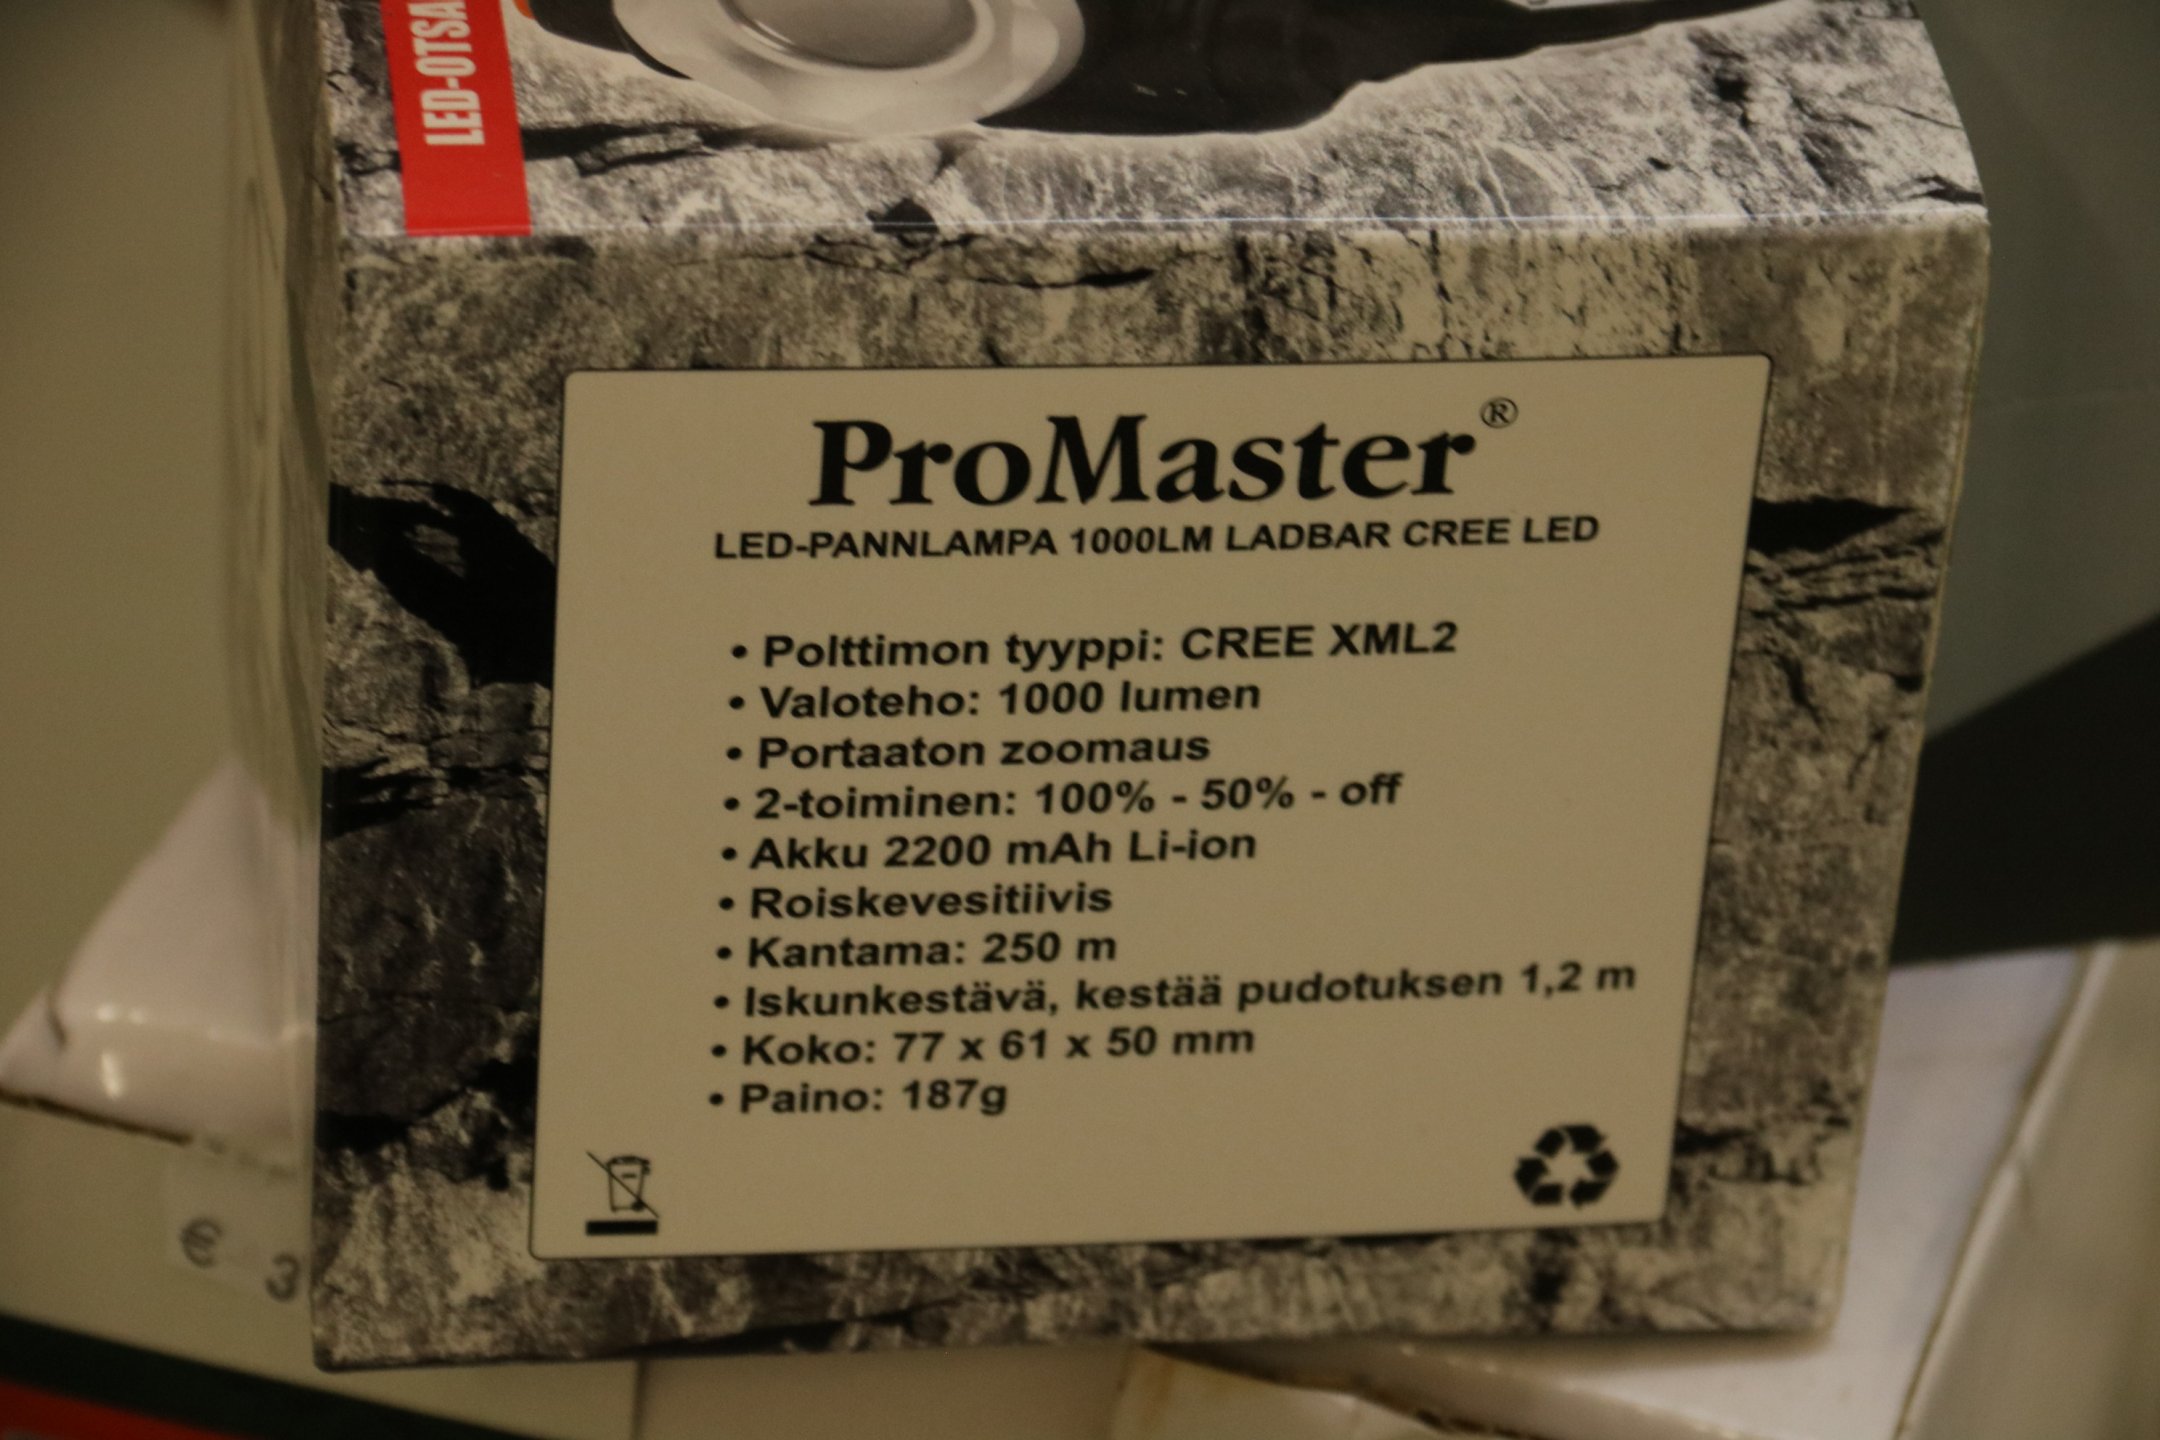 LED-OTSA
ProMaster®
LED-PANNLAMPA 1000LM LADBAR CREE LED
• Polttimon tyyppi: CREE XML2
• Valoteho: 1000 lumen
• Portaaton zoomaus
• 2-toiminen: 100% - 50% - off
• Akku 2200 mAh Li-ion
• Roiskevesitiivis
• Kantama: 250 m
• Iskunkestävä, kestää pudotuksen 1,2 m
• Koko: 77 x 61 x 50 mm
• Paino: 187g
€ 3